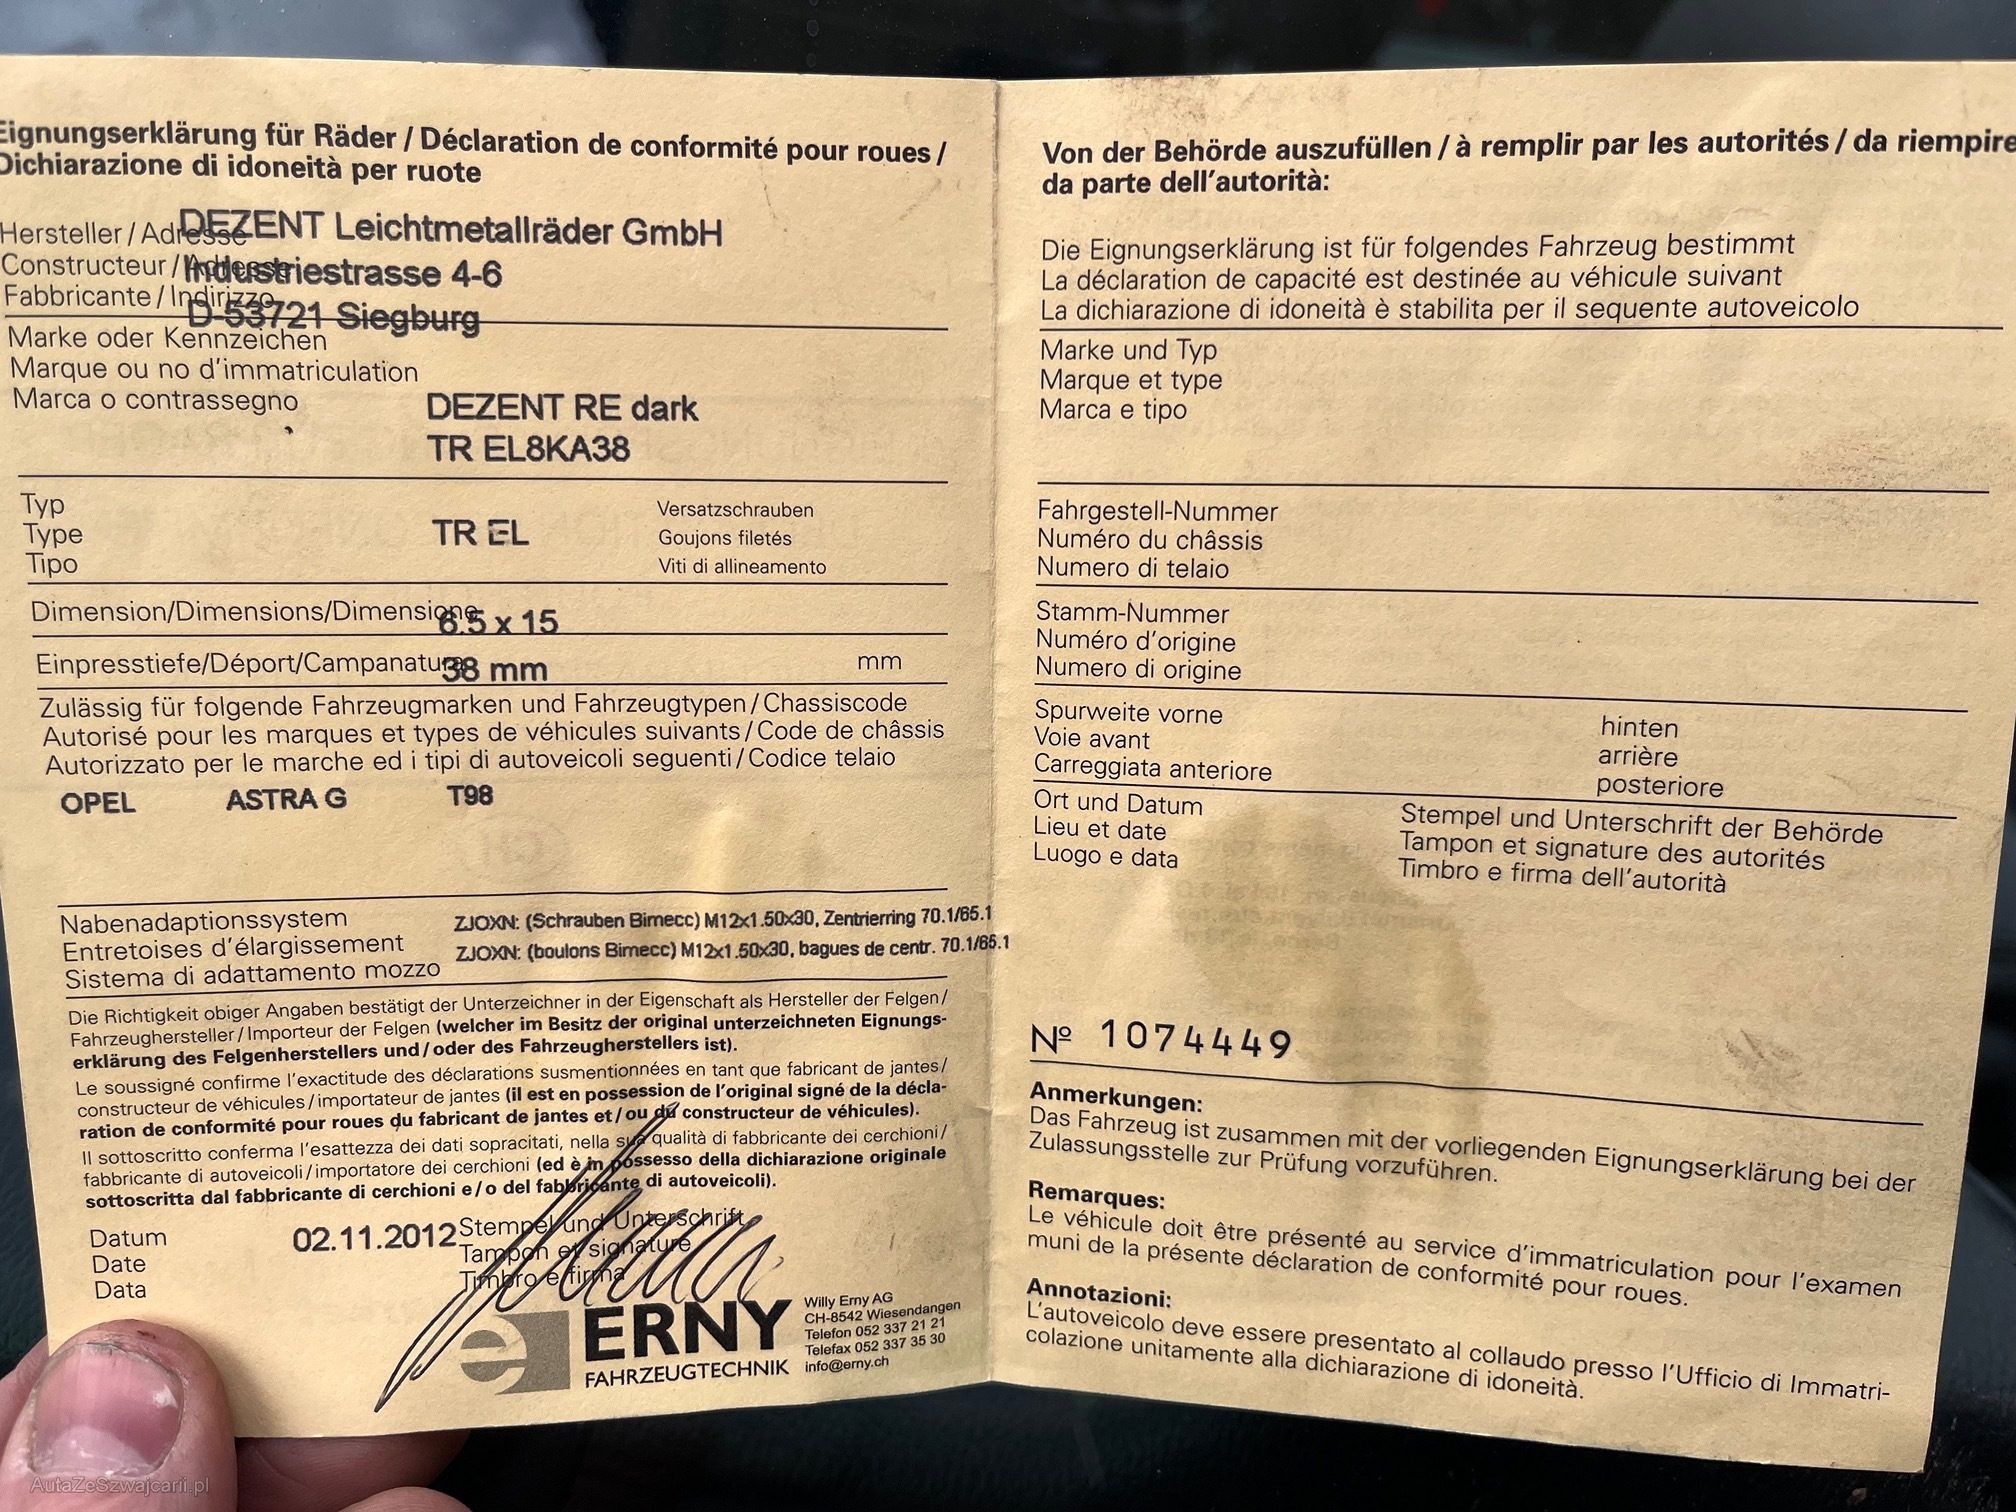 Eignungserklärung für Räder / Déclaration de conformité pour roues /
Dichiarazione di idoneità per ruote
Hersteller / Adresse DEZENT Leichtmetallräder GmbH
Constructeur / Adresse Industriestrasse 4-6
Fabbricante / Indirizzo D-53721 Siegburg
Marke oder Kennzeichen
Marque ou no d'immatriculation
Marca o contrassegno DEZENT RE dark
TR EL8KA38
Typ Versatzschrauben
Type TR EL Goujons filetés
Tipo Viti di allineamento
Dimension/Dimensions/Dimensione 6.5 x 15
Einpresstiefe/Déport/Campanatura 38 mm mm
Zulässig für folgende Fahrzeugmarken und Fahrzeugtypen / Chassiscode
Autorisé pour les marques et types de véhicules suivants / Code de châssis
Autorizzato per le marche ed i tipi di autoveicoli seguenti / Codice telaio
OPEL ASTRA G T98
Nabenadaptionssystem ZJOXN: (Schrauben Bimecc) M12x1.50x30, Zentrierring 70.1/65.1
Entretoises d'élargissement ZJOXN: (boulons Bimecc) M12x1.50x30, bagues de centr. 70.1/65.1
Sistema di adattamento mozzo
Die Richtigkeit obiger Angaben bestätigt der Unterzeichner in der Eigenschaft als Hersteller der Felgen /
Fahrzeughersteller / Importeur der Felgen (welcher im Besitz der original unterzeichneten Eignungs-
erklärung des Felgenherstellers und / oder des Fahrzeugherstellers ist).
Le soussigné confirme l'exactitude des déclarations susmentionnées en tant que fabricant de jantes /
constructeur de véhicules / importateur de jantes (il est en possession de l'original signé de la décla-
ration de conformité pour roues du fabricant de jantes et / ou du constructeur de véhicules).
Il sottoscritto conferma l'esattezza dei dati sopracitati, nella sua qualità di fabbricante dei cerchioni /
fabbricante di autoveicoli / importatore dei cerchioni (ed è in possesso della dichiarazione originale
sottoscritta dal fabbricante di cerchioni e / o del fabbricante di autoveicoli).
Datum 02.11.2012 Stempel und Unterschrift
Date Tampon et signature
Data Timbro e firma
e ERNY
FAHRZEUGTECHNIK
Willy Erny AG
CH-8542 Wiesendangen
Telefon 052 337 21 21
Telefax 052 337 35 30
info@erny.ch
Von der Behörde auszufüllen / à remplir par les autorités / da riempire
da parte dell'autorità:
Die Eignungserklärung ist für folgendes Fahrzeug bestimmt
La déclaration de capacité est destinée au véhicule suivant
La dichiarazione di idoneità è stabilita per il sequente autoveicolo
Marke und Typ
Marque et type
Marca e tipo
Fahrgestell-Nummer
Numéro du châssis
Numero di telaio
Stamm-Nummer
Numéro d'origine
Numero di origine
Spurweite vorne hinten
Voie avant arrière
Carreggiata anteriore posteriore
Ort und Datum Stempel und Unterschrift der Behörde
Lieu et date Tampon et signature des autorités
Luogo e data Timbro e firma dell'autorità
Nº 1074449
Anmerkungen:
Das Fahrzeug ist zusammen mit der vorliegenden Eignungserklärung bei der
Zulassungsstelle zur Prüfung vorzuführen.
Remarques:
Le véhicule doit être présenté au service d'immatriculation pour l'examen
muni de la présente déclaration de conformité pour roues.
Annotazioni:
L'autoveicolo deve essere presentato al collaudo presso l'Ufficio di Immatri-
colazione unitamente alla dichiarazione di idoneità.
AutaZeSzwajcarii.pl